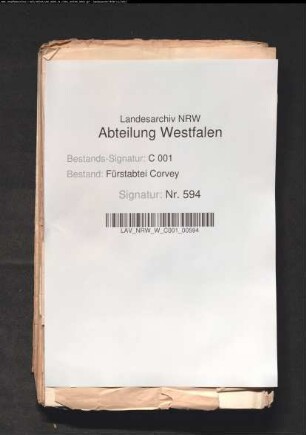 Landesarchiv NRW
Abteilung Westfalen
Bestands-Signatur: C 001
Bestand: Fürstabtei Corvey
Signatur: Nr. 594
LAV_NRW_W_C001_00594